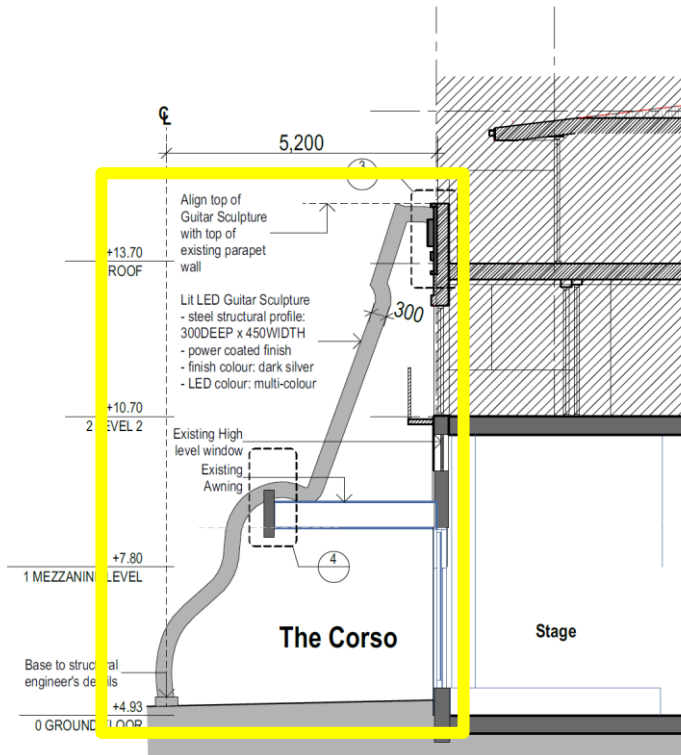 ℄
5,200
3
Align top of
Guitar Sculpture
with top of
existing parapet
wall
+13.70
ROOF
Lit LED Guitar Sculpture
- steel structural profile:
300DEEP x 450WIDTH
- power coated finish
- finish colour: dark silver
- LED colour: multi-colour
300
+10.70
2 LEVEL 2
Existing High
level window
Existing
Awning
+7.80
1 MEZZANINE LEVEL
4
The Corso
Stage
Base to structural
engineer's details
+4.93
0 GROUND FLOOR